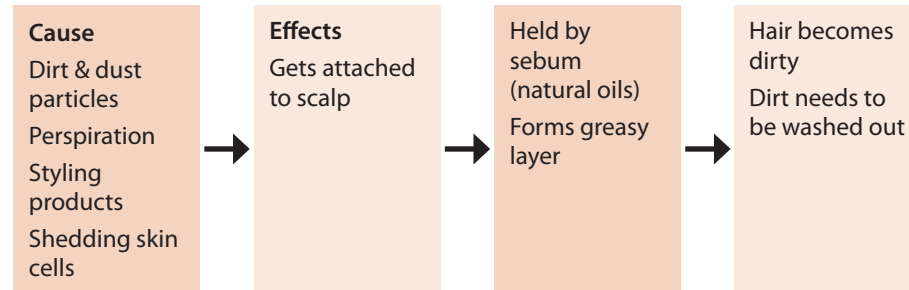 Cause
Dirt & dust
particles
Perspiration
Styling
products
Shedding skin
cells
Effects
Gets attached
to scalp
Held by
sebum
(natural oils)
Forms greasy
layer
Hair becomes
dirty
Dirt needs to
be washed out